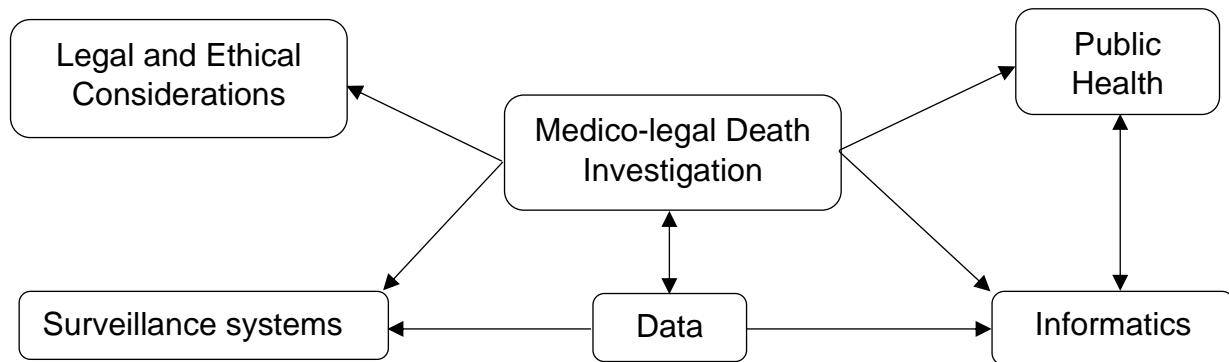 Legal and Ethical
Considerations
Public
Health
Medico-legal Death
Investigation
Surveillance systems
Data
Informatics